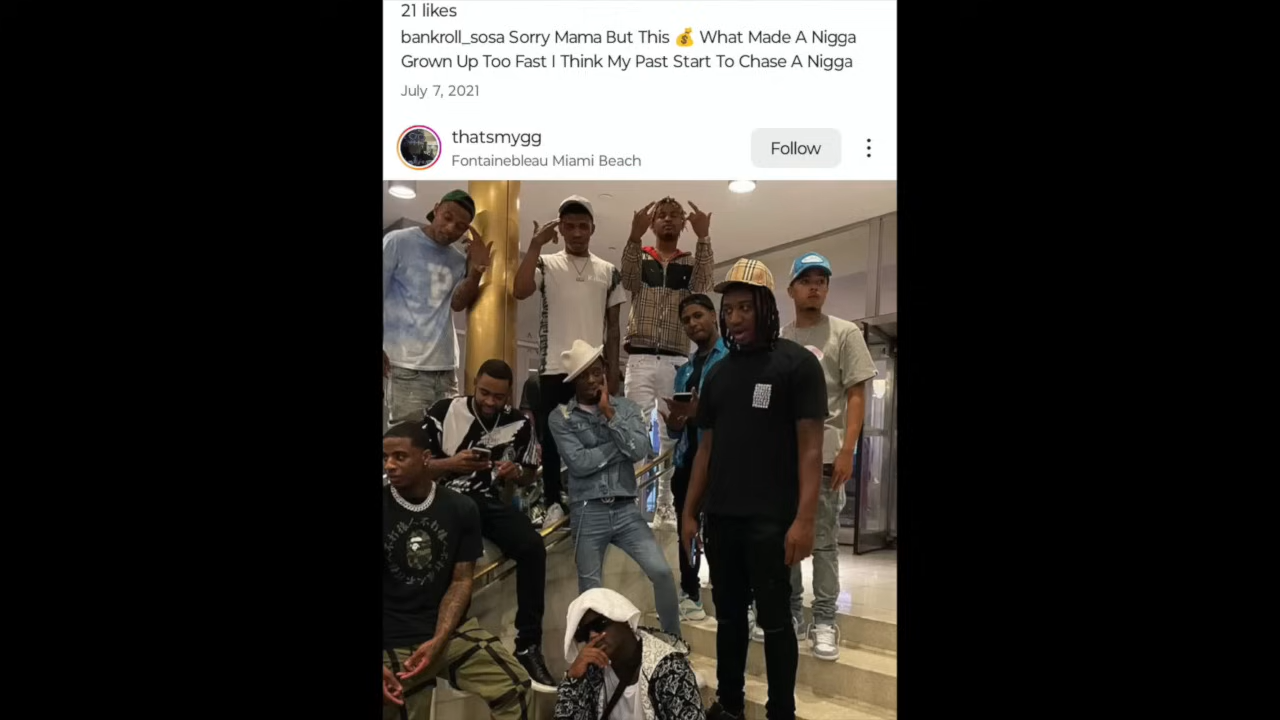 21 likes
bankroll_sosa Sorry Mama But This 💰 What Made A Nigga
Grown Up Too Fast I Think My Past Start To Chase A Nigga
July 7, 2021
thatsmygg
Follow
Fontainebleau Miami Beach
P